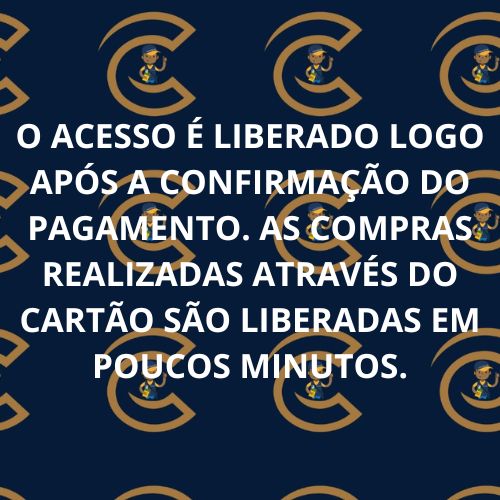 O ACESSO É LIBERADO LOGO
APÓS A CONFIRMAÇÃO DO
PAGAMENTO. AS COMPRAS
REALIZADAS ATRAVÉS DO
CARTÃO SÃO LIBERADAS EM
POUCOS MINUTOS.